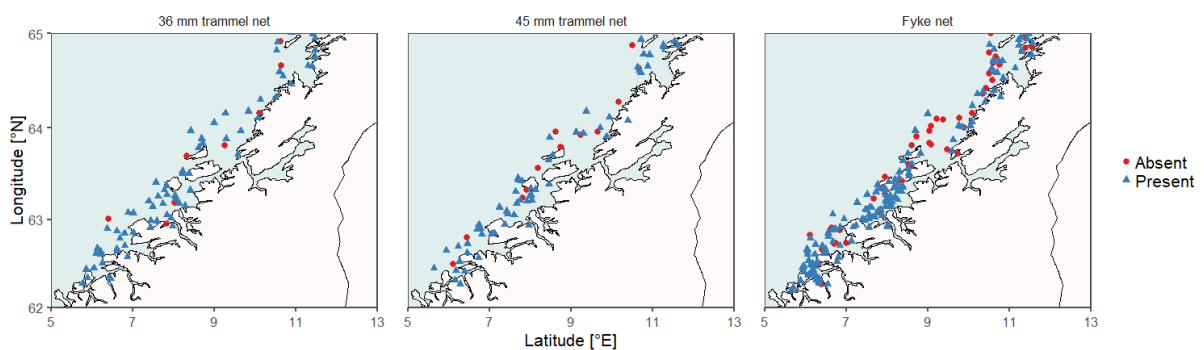 36 mm trammel net
45 mm trammel net
Fyke net
65
64
63
62
Longitude [°N]
5
7
9
11
13
5
7
9
11
13
5
7
9
11
13
Latitude [°E]
Absent
Present